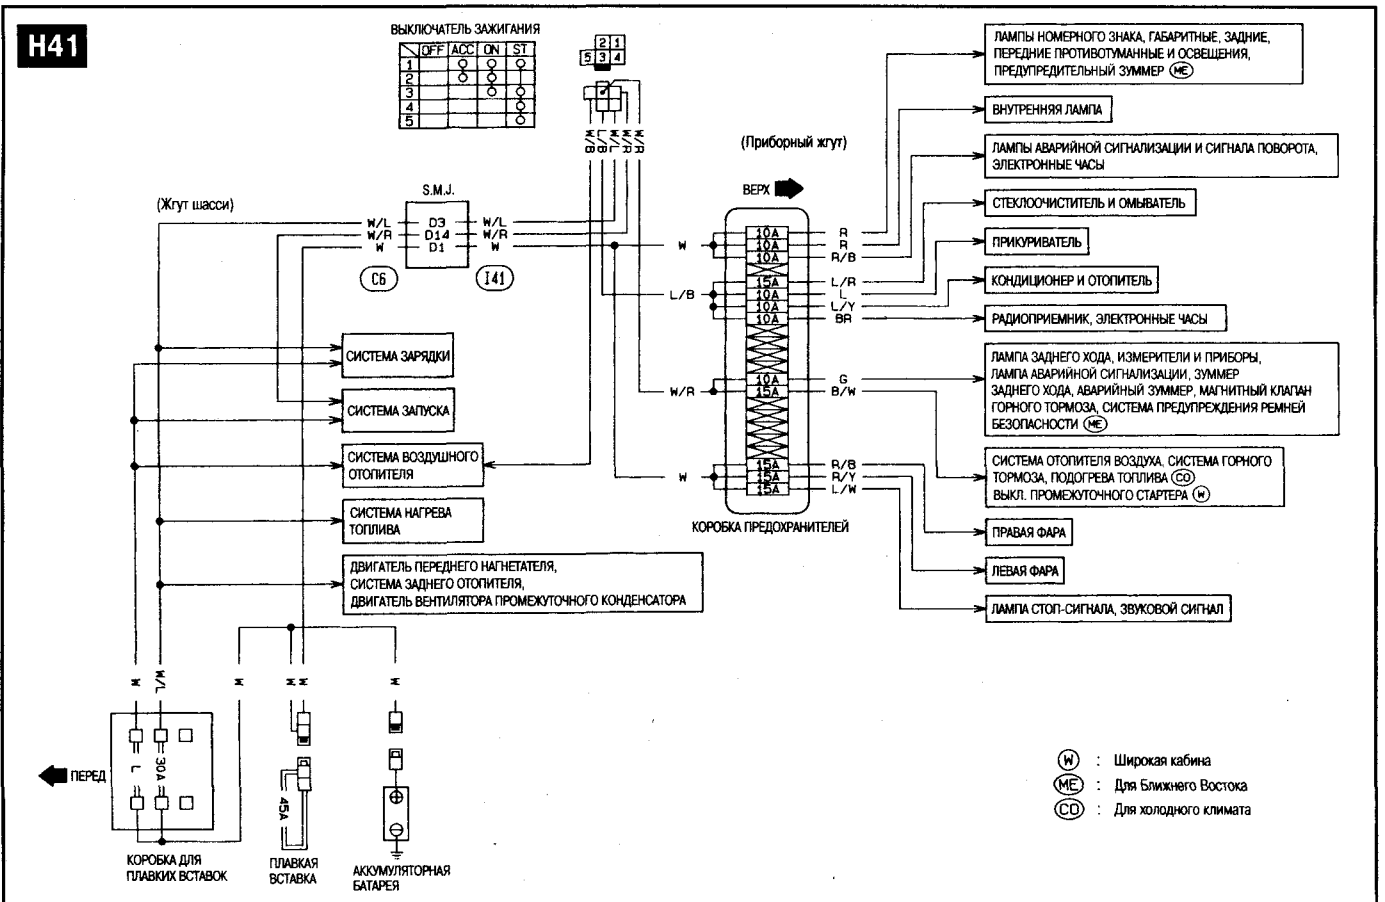 H41
ВЫКЛЮЧАТЕЛЬ ЗАЖИГАНИЯ
OFF ACC ON ST
1
2
3
4
5
2 1
5 3 4
W/B L/B W/L W/R W/R
(Приборный жгут)
ВЕРХ
(Жгут шасси)
S.M.J.
W/L D3 W/L
W/R D14 W/R
W D1 W
C6 I41
W
L/B
W/R
W
10A R
10A R
10A R/B
15A L/R
10A L
10A L/Y
10A BR
10A G
15A B/W
15A R/B
15A R/Y
15A L/W
КОРОБКА ПРЕДОХРАНИТЕЛЕЙ
ЛАМПЫ НОМЕРНОГО ЗНАКА, ГАБАРИТНЫЕ, ЗАДНИЕ,
ПЕРЕДНИЕ ПРОТИВОТУМАННЫЕ И ОСВЕЩЕНИЯ,
ПРЕДУПРЕДИТЕЛЬНЫЙ ЗУММЕР ME
ВНУТРЕННЯЯ ЛАМПА
ЛАМПЫ АВАРИЙНОЙ СИГНАЛИЗАЦИИ И СИГНАЛА ПОВОРОТА,
ЭЛЕКТРОННЫЕ ЧАСЫ
СТЕКЛООЧИСТИТЕЛЬ И ОМЫВАТЕЛЬ
ПРИКУРИВАТЕЛЬ
КОНДИЦИОНЕР И ОТОПИТЕЛЬ
РАДИОПРИЕМНИК, ЭЛЕКТРОННЫЕ ЧАСЫ
ЛАМПА ЗАДНЕГО ХОДА, ИЗМЕРИТЕЛИ И ПРИБОРЫ,
ЛАМПА АВАРИЙНОЙ СИГНАЛИЗАЦИИ, ЗУММЕР
ЗАДНЕГО ХОДА, АВАРИЙНЫЙ ЗУММЕР, МАГНИТНЫЙ КЛАПАН
ГОРНОГО ТОРМОЗА, СИСТЕМА ПРЕДУПРЕЖДЕНИЯ РЕМНЕЙ
БЕЗОПАСНОСТИ ME
СИСТЕМА ОТОПИТЕЛЯ ВОЗДУХА, СИСТЕМА ГОРНОГО
ТОРМОЗА, ПОДОГРЕВА ТОПЛИВА CO
ВЫКЛ. ПРОМЕЖУТОЧНОГО СТАРТЕРА W
ПРАВАЯ ФАРА
ЛЕВАЯ ФАРА
ЛАМПА СТОП-СИГНАЛА, ЗВУКОВОЙ СИГНАЛ
СИСТЕМА ЗАРЯДКИ
СИСТЕМА ЗАПУСКА
СИСТЕМА ВОЗДУШНОГО
ОТОПИТЕЛЯ
СИСТЕМА НАГРЕВА
ТОПЛИВА
ДВИГАТЕЛЬ ПЕРЕДНЕГО НАГНЕТАТЕЛЯ,
СИСТЕМА ЗАДНЕГО ОТОПИТЕЛЯ,
ДВИГАТЕЛЬ ВЕНТИЛЯТОРА ПРОМЕЖУТОЧНОГО КОНДЕНСАТОРА
W W/L W W W W
ПЕРЕД
L 30A
45A
КОРОБКА ДЛЯ
ПЛАВКИХ ВСТАВОК
ПЛАВКАЯ
ВСТАВКА
АККУМУЛЯТОРНАЯ
БАТАРЕЯ
W : Широкая кабина
ME : Для Ближнего Востока
CO : Для холодного климата